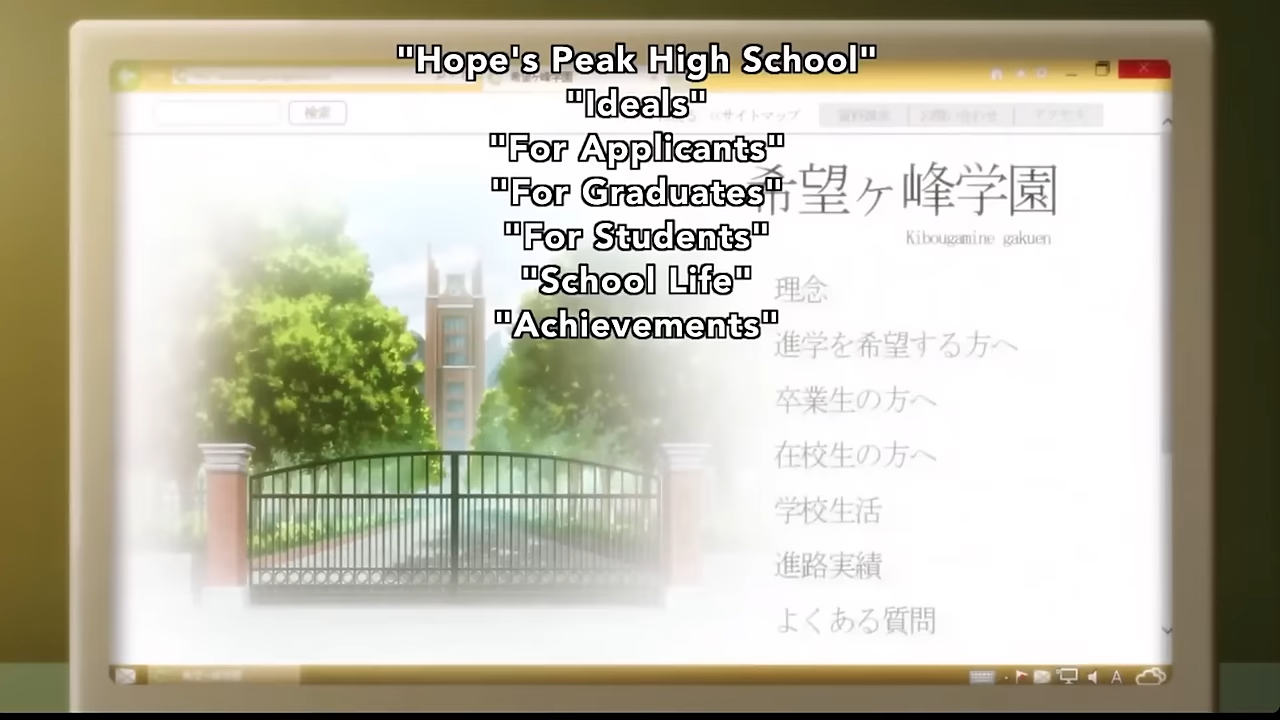 "Hope's Peak High School"
"Ideals"
"For Applicants"
"For Graduates"
"For Students"
"School Life"
"Achievements"
検索
サイトマップ
希望ヶ峰学園
Kibougamine gakuen
理念
進学を希望する方へ
卒業生の方へ
在校生の方へ
学校生活
進路実績
よくある質問
A